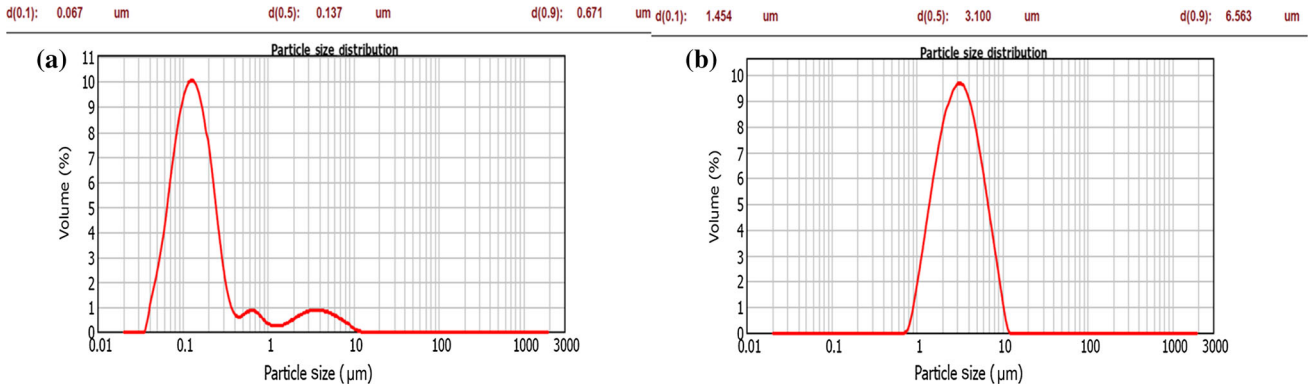 d(0.1): 0.067 um d(0.5): 0.137 um d(0.9): 0.671 um
(a)
Particle size distribution
11
10
9
8
7
6
5
4
3
2
1
0
Volume (%)
0.01 0.1 1 10 100 1000 3000
Particle size (µm)
d(0.1): 1.454 um d(0.5): 3.100 um d(0.9): 6.563 um
(b)
Particle size distribution
10
9
8
7
6
5
4
3
2
1
0
Volume (%)
0.01 0.1 1 10 100 1000 3000
Particle size (µm)